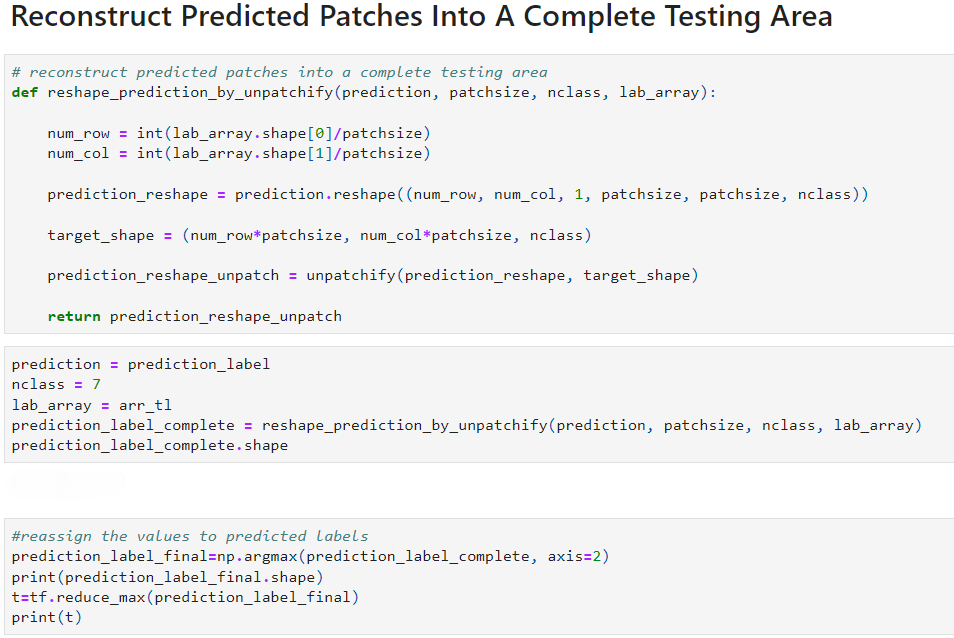 Reconstruct Predicted Patches Into A Complete Testing Area
# reconstruct predicted patches into a complete testing area
def reshape_prediction_by_unpatchify(prediction, patchsize, nclass, lab_array):
    num_row = int(lab_array.shape[0]/patchsize)
    num_col = int(lab_array.shape[1]/patchsize)
    prediction_reshape = prediction.reshape((num_row, num_col, 1, patchsize, patchsize, nclass))
    target_shape = (num_row*patchsize, num_col*patchsize, nclass)
    prediction_reshape_unpatch = unpatchify(prediction_reshape, target_shape)
    return prediction_reshape_unpatch
prediction = prediction_label
nclass = 7
lab_array = arr_tl
prediction_label_complete = reshape_prediction_by_unpatchify(prediction, patchsize, nclass, lab_array)
prediction_label_complete.shape
#reassign the values to predicted labels
prediction_label_final=np.argmax(prediction_label_complete, axis=2)
print(prediction_label_final.shape)
t=tf.reduce_max(prediction_label_final)
print(t)